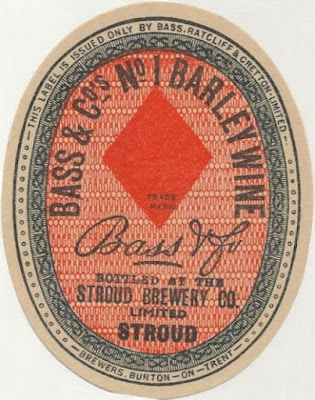 THIS LABEL IS ISSUED ONLY BY BASS, RATCLIFF & GRETTON, LIMITED.
BASS & CO'S NO 1 BARLEY WINE
TRADE
MARK
Bass & Co
BOTTLED BY THE
STROUD BREWERY CO.
LIMITED
STROUD
BREWERS, BURTON-ON-TRENT